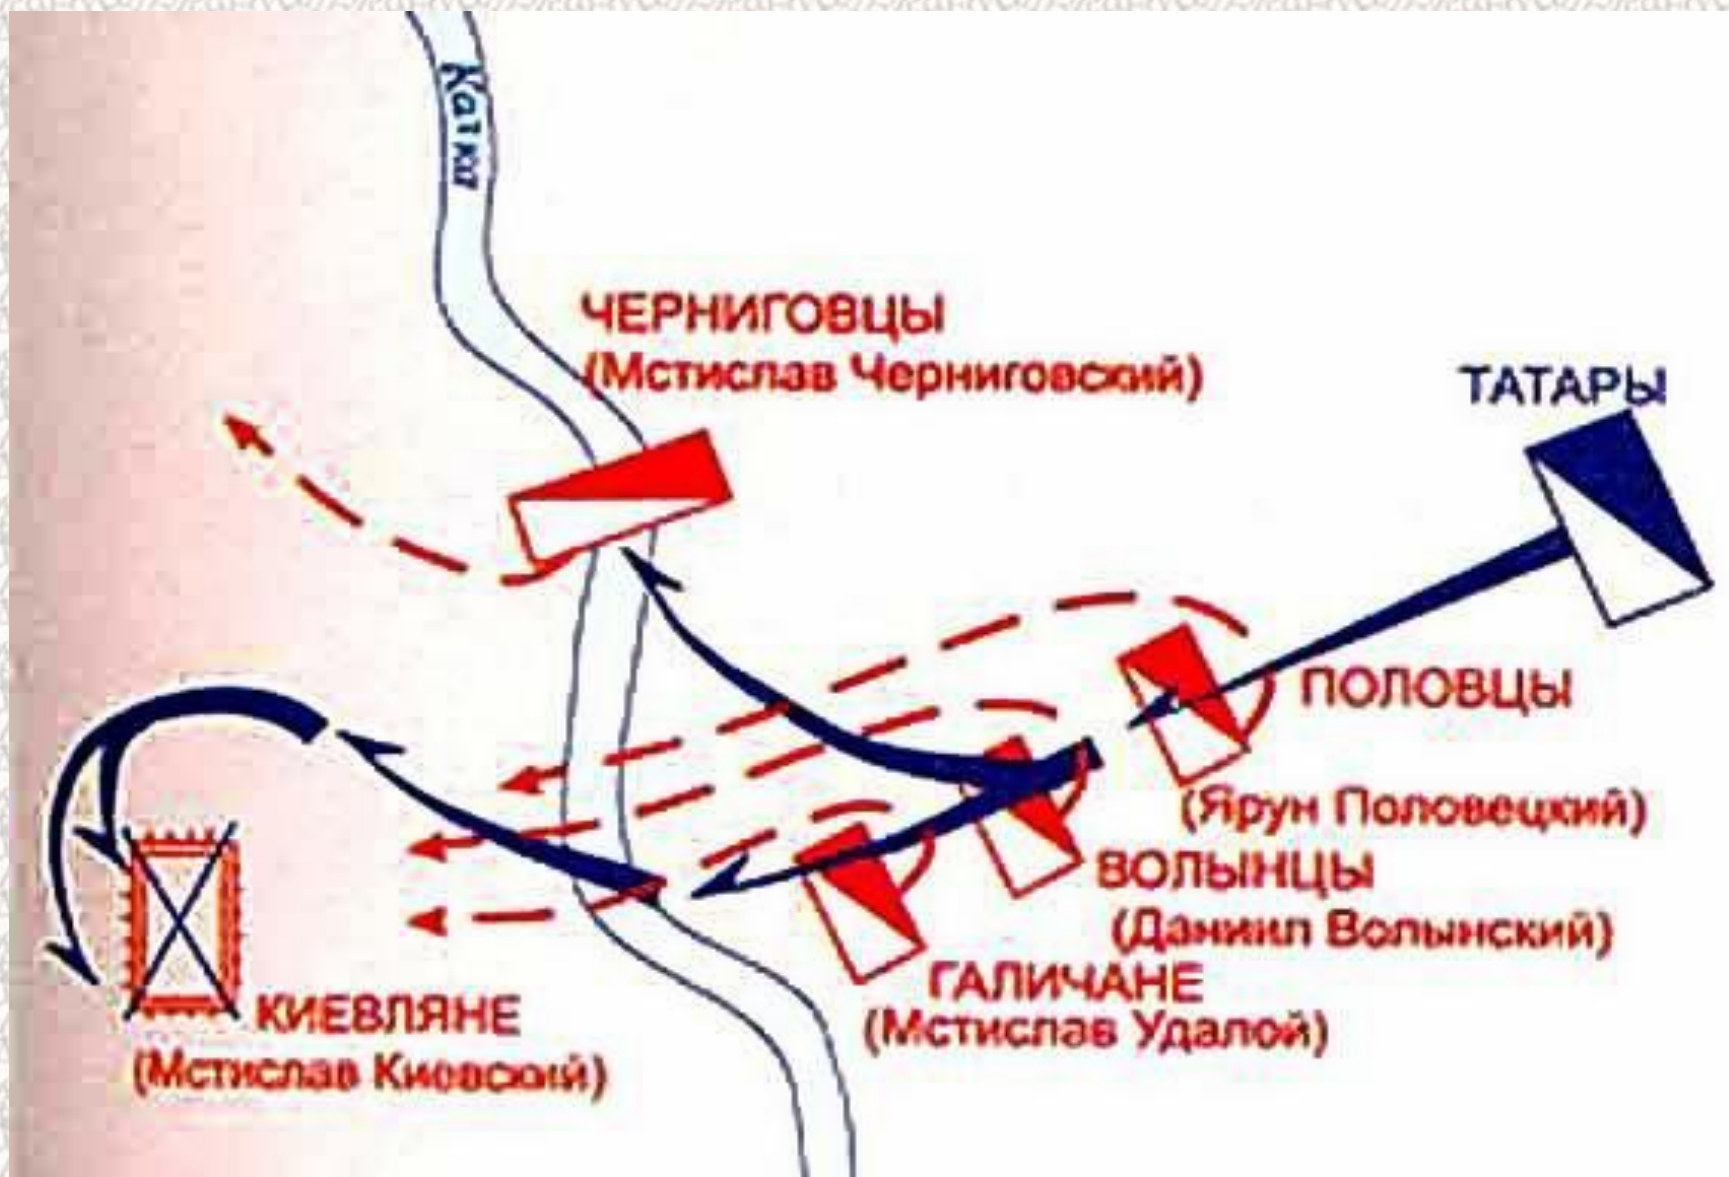 Калка
ЧЕРНИГОВЦЫ
(Мстислав Черниговский)
ТАТАРЫ
ПОЛОВЦЫ
(Ярун Половецкий)
ВОЛЫНЦЫ
(Даниил Волынский)
ГАЛИЧАНЕ
(Мстислав Удалой)
КИЕВЛЯНЕ
(Мстислав Киевский)